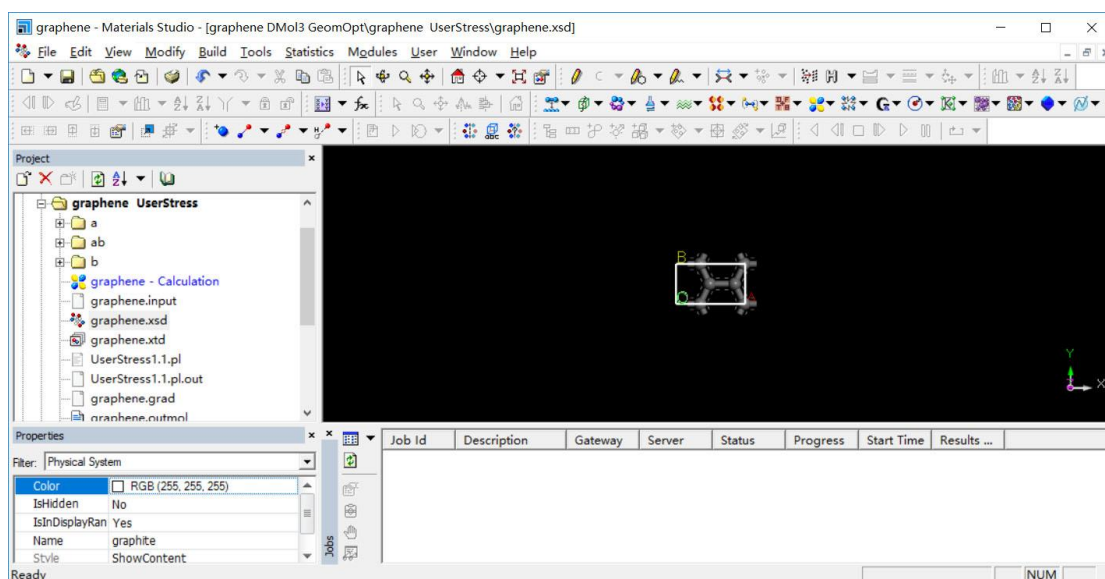 graphene - Materials Studio - [graphene DMol3 GeomOpt\graphene UserStress\graphene.xsd]
File Edit View Modify Build Tools Statistics Modules User Window Help
Project
graphene UserStress
a
ab
b
graphene - Calculation
graphene.input
graphene.xsd
graphene.xtd
UserStress1.1.pl
UserStress1.1.pl.out
graphene.grad
graphene.outmol
B
O
A
Y
X
Properties
Filter: Physical System
Color RGB (255, 255, 255)
IsHidden No
IsInDisplayRan Yes
Name graphite
Style ShowContent
Jobs
Job Id Description Gateway Server Status Progress Start Time Results ...
Ready
NUM